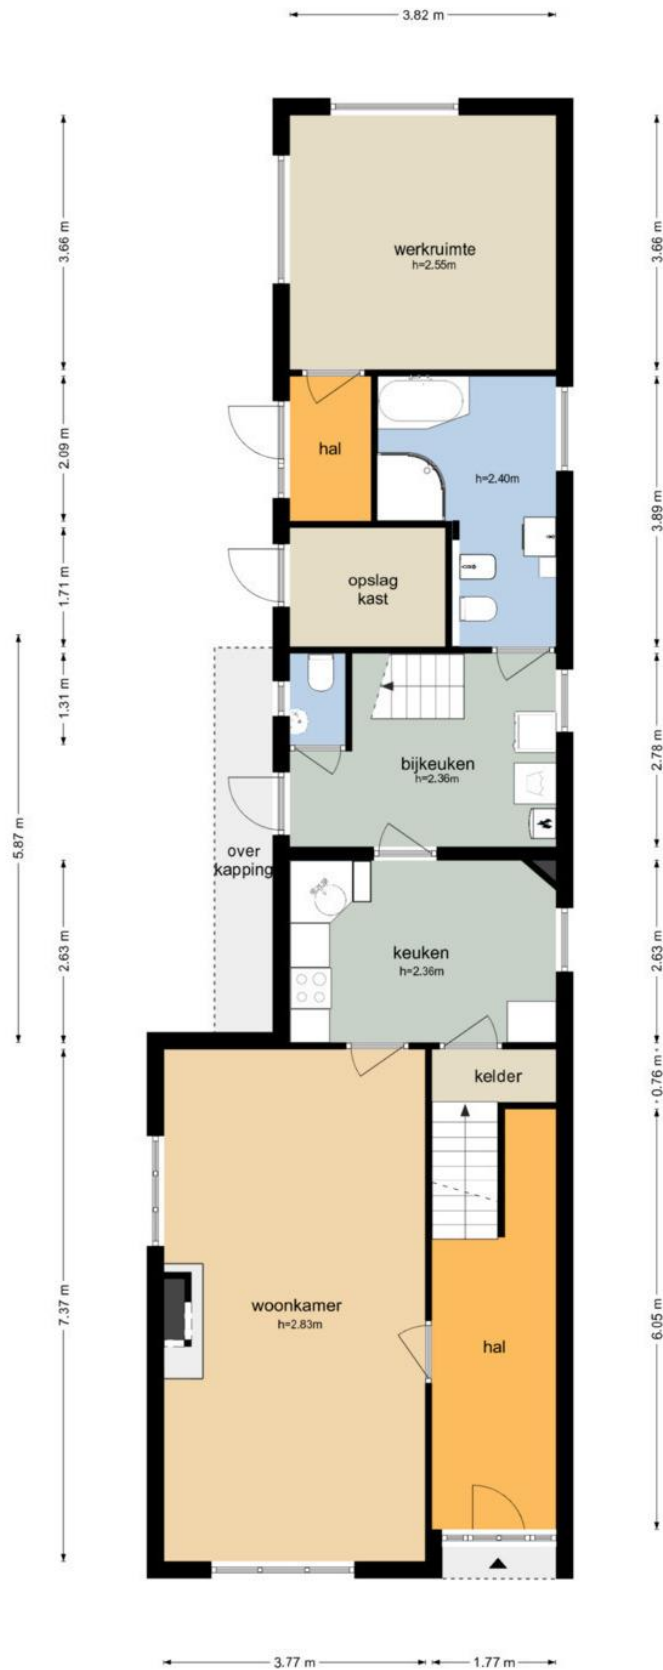 3.82 m
3.66 m
3.66 m
werkruimte
h=2.55m
2.09 m
hal
h=2.40m
3.89 m
1.71 m
opslag
kast
1.31 m
bijkeuken
h=2.36m
2.78 m
5.87 m
over
kapping
2.63 m
keuken
h=2.36m
2.63 m
kelder
0.76 m
7.37 m
woonkamer
h=2.83m
hal
6.05 m
3.77 m
1.77 m